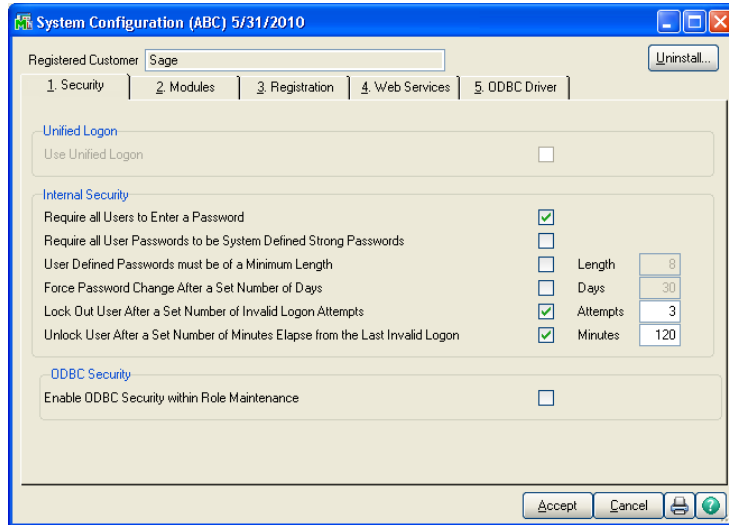 System Configuration (ABC) 5/31/2010
Registered Customer Sage Uninstall...
1. Security 2. Modules 3. Registration 4. Web Services 5. ODBC Driver
Unified Logon
Use Unified Logon
Internal Security
Require all Users to Enter a Password
Require all User Passwords to be System Defined Strong Passwords
User Defined Passwords must be of a Minimum Length Length 8
Force Password Change After a Set Number of Days Days 30
Lock Out User After a Set Number of Invalid Logon Attempts Attempts 3
Unlock User After a Set Number of Minutes Elapse from the Last Invalid Logon Minutes 120
ODBC Security
Enable ODBC Security within Role Maintenance
Accept Cancel ?